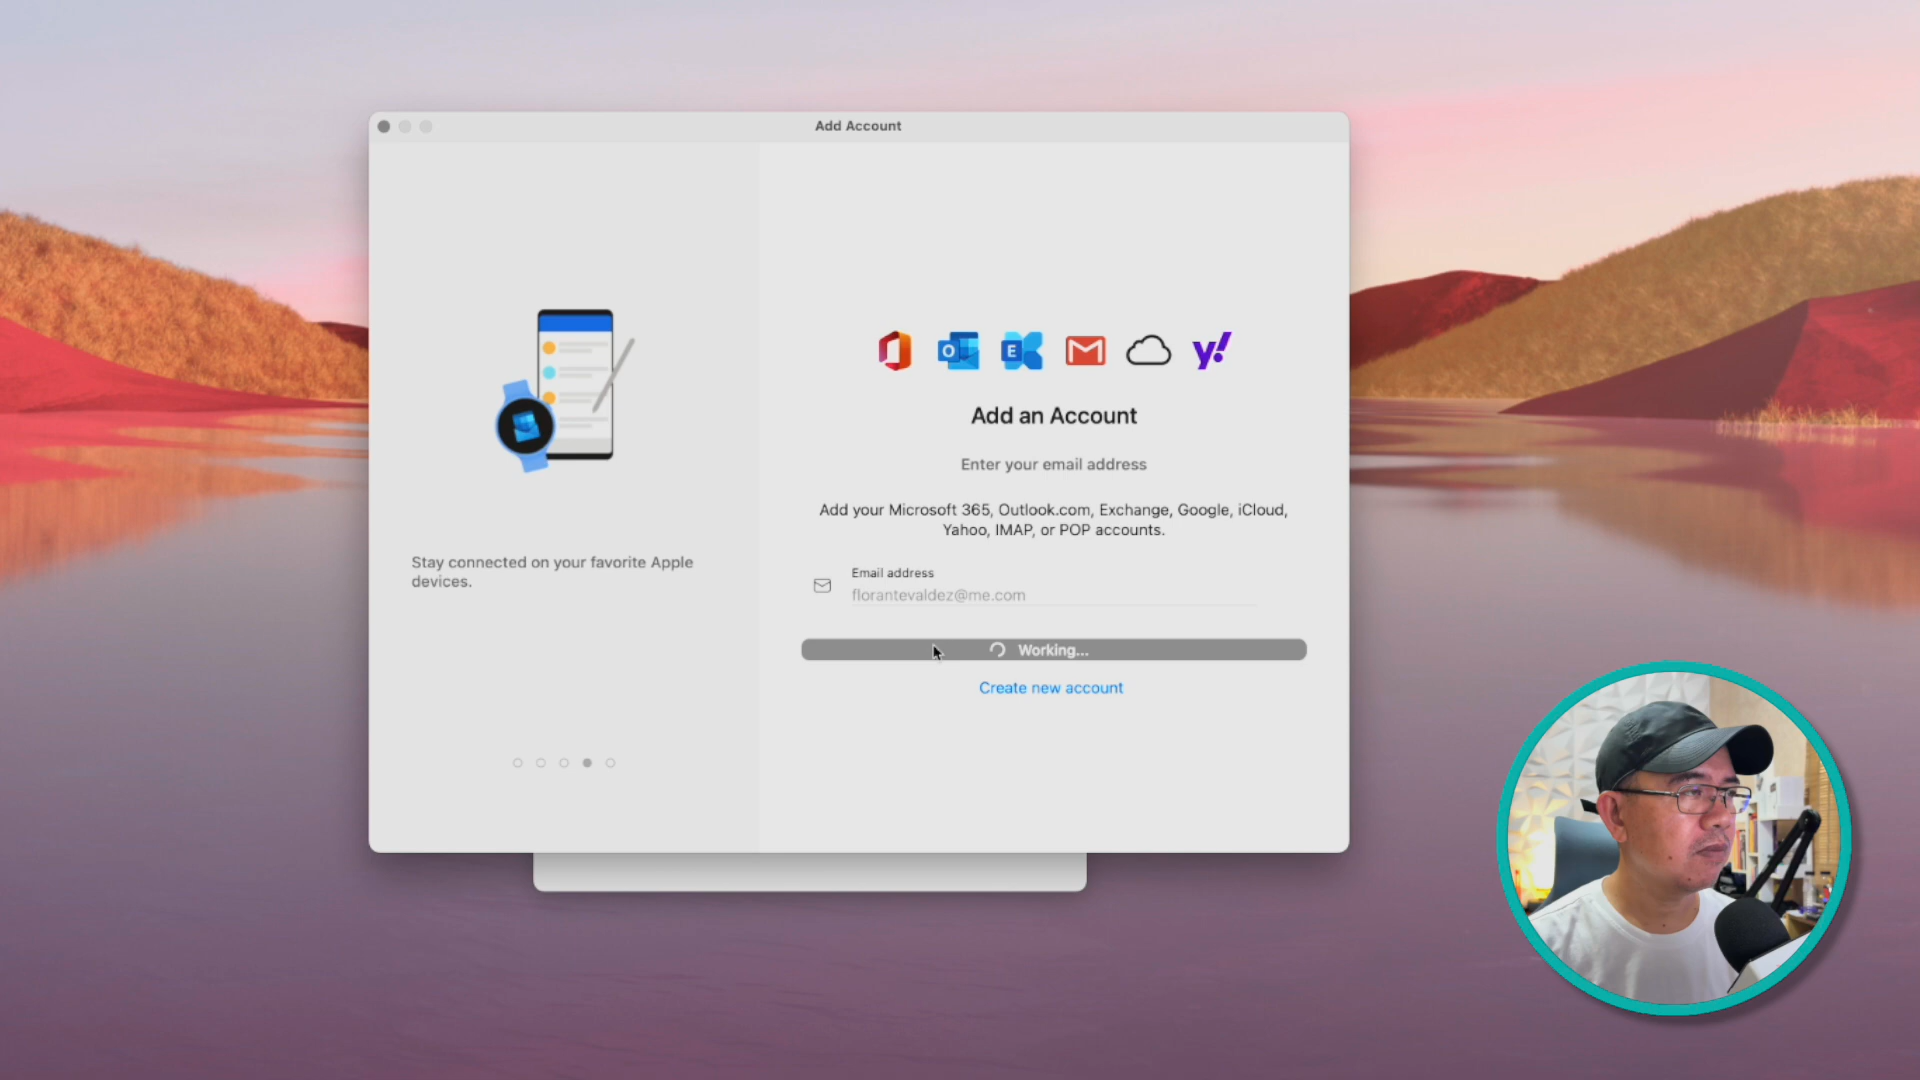 Add Account
Add an Account
Enter your email address
Add your Microsoft 365, Outlook.com, Exchange, Google, iCloud,
Yahoo, IMAP, or POP accounts.
Email address
florantevaldez@me.com
Working...
Create new account
Stay connected on your favorite Apple
devices.
O
E
y!